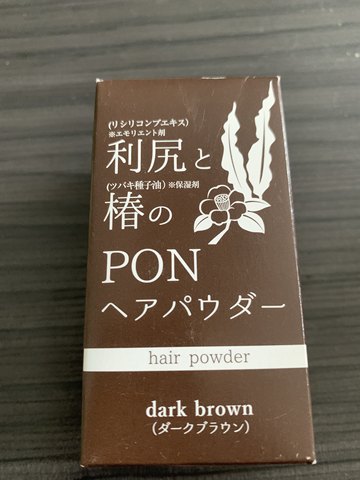 (リシリコンブエキス)
※エモリエント剤
利尻と
(ツバキ種子油)※保湿剤
椿の
PON
ヘアパウダー
hair powder
dark brown
(ダークブラウン)